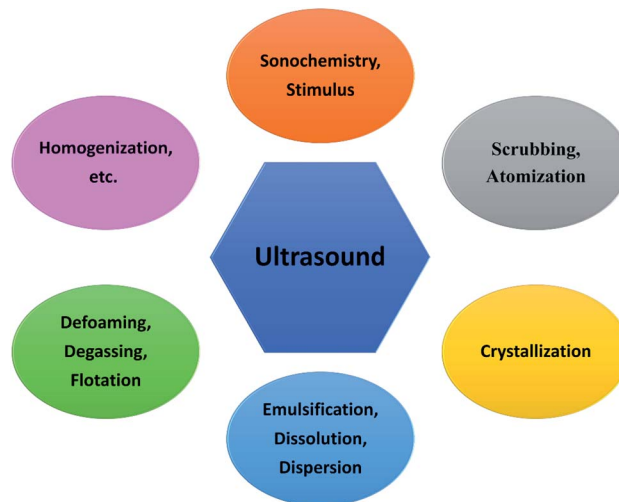 Sonochemistry,
Stimulus
Homogenization,
etc.
Scrubbing,
Atomization
Ultrasound
Defoaming,
Degassing,
Flotation
Crystallization
Emulsification,
Dissolution,
Dispersion